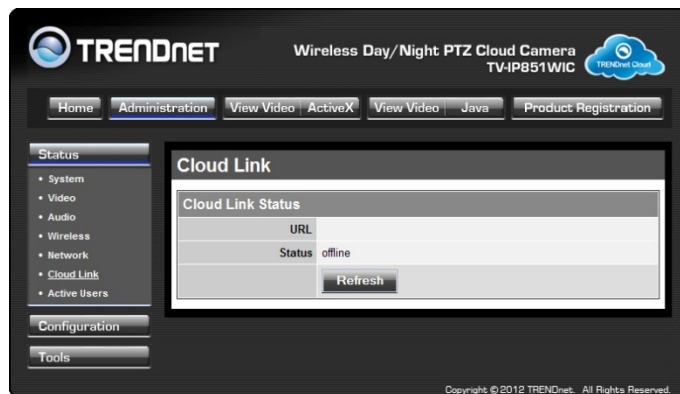 TRENDNET
Wireless Day/Night PTZ Cloud Camera
TV-IP851WIC
TRENDnet Cloud
Home Administration View Video ActiveX View Video Java Product Registration
Status
• System
• Video
• Audio
• Wireless
• Network
• Cloud Link
• Active Users
Configuration
Tools
Cloud Link
Cloud Link Status
URL
Status offline
Refresh
Copyright © 2012 TRENDnet. All Rights Reserved.